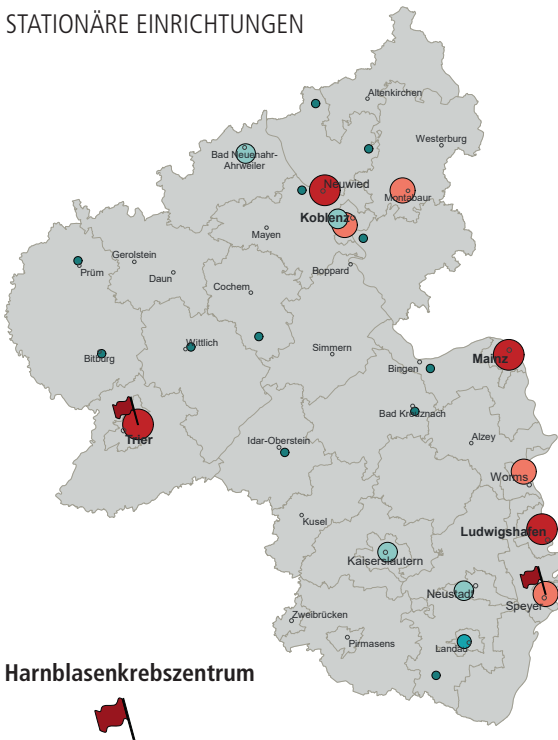 STATIONÄRE EINRICHTUNGEN
Altenkirchen
Westerburg
Bad Neuenahr-
Ahrweiler
Neuwied
Montabaur
Koblenz
Mayen
Gerolstein
Boppard
Prüm
Daun
Cochem
Wittlich
Simmern
Bitburg
Mainz
Bingen
Bad Kreuznach
Trier
Idar-Oberstein
Alzey
Worms
Kusel
Ludwigshafen
Kaiserslautern
Neustadt
Speyer
Zweibrücken
Pirmasens
Landau
Harnblasenkrebszentrum